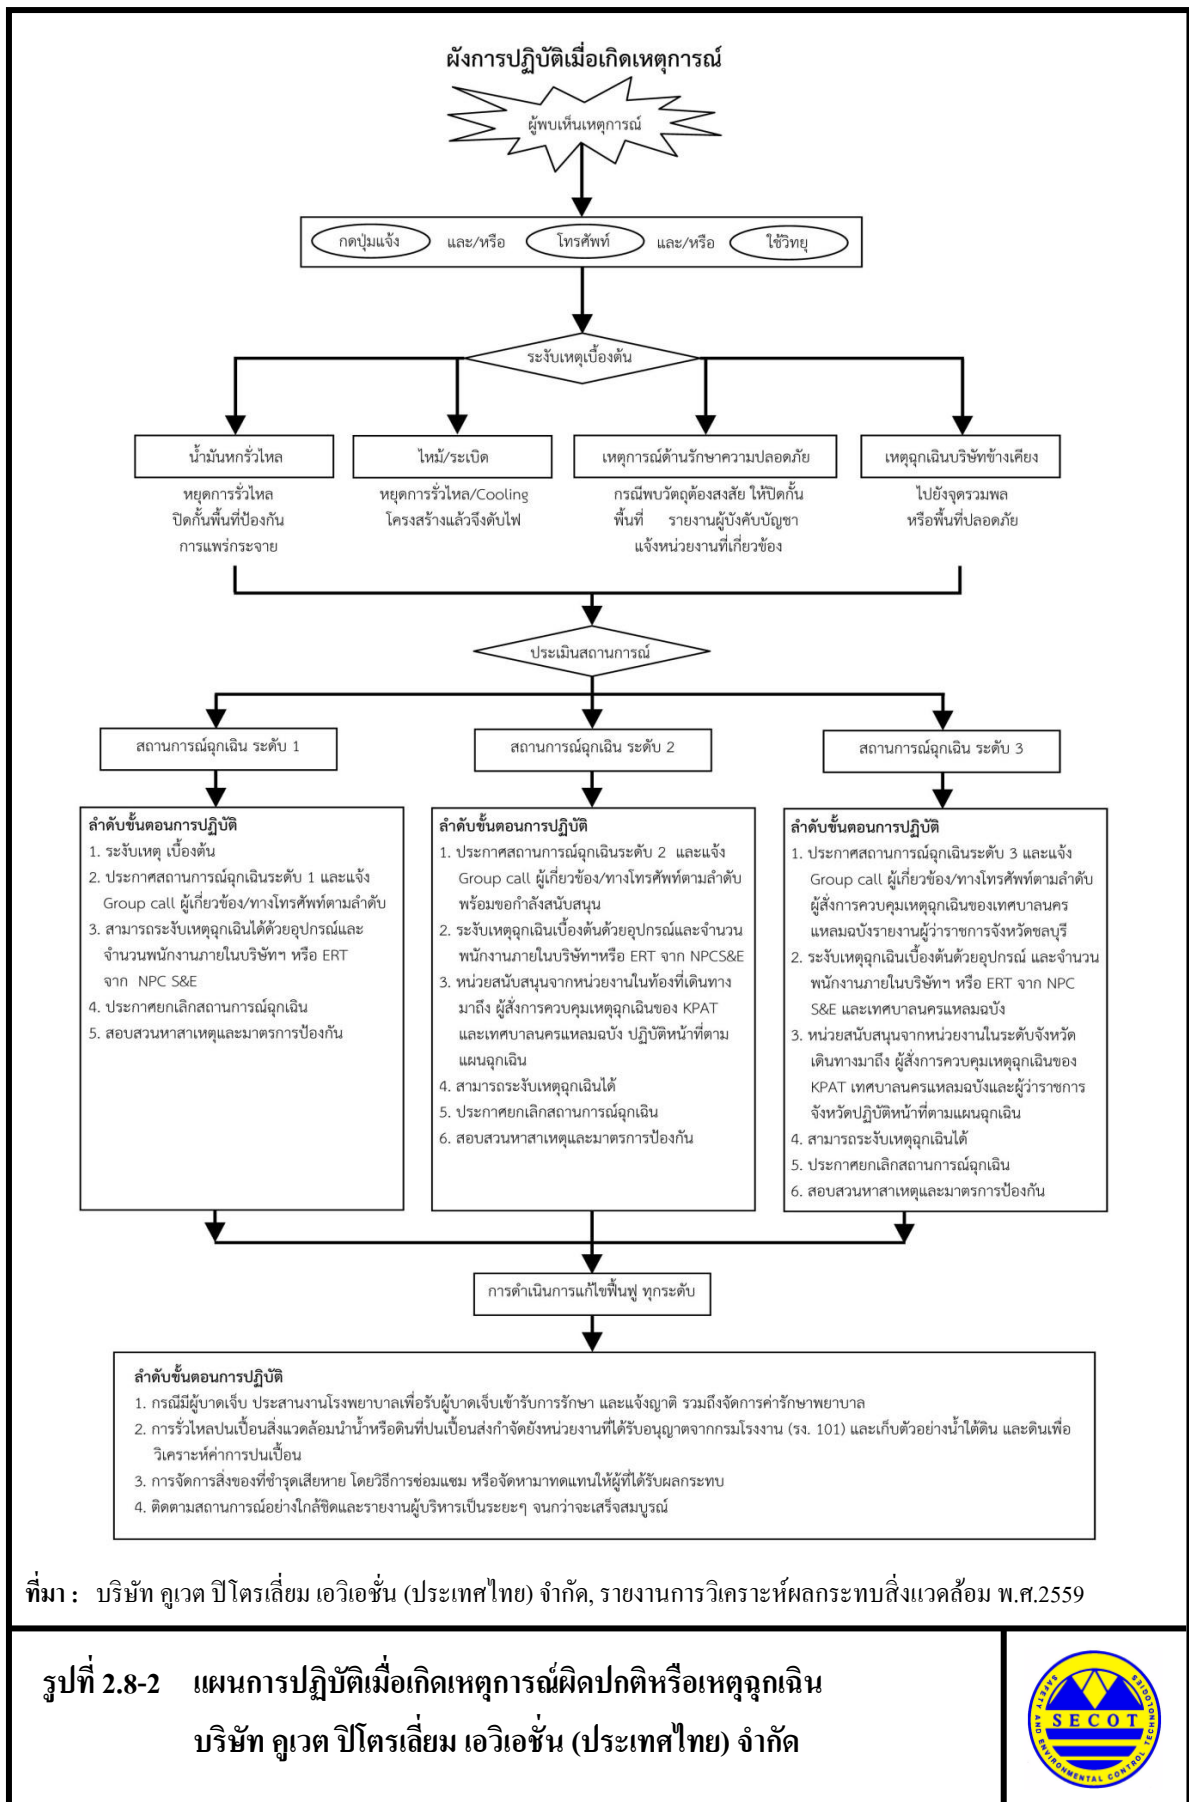 ผังการปฏิบัติเมื่อเกิดเหตุการณ์
ผู้พบเห็นเหตุการณ์
กดปุ่มแจ้ง และ/หรือ โทรศัพท์ และ/หรือ ใช้วิทยุ
ระงับเหตุเบื้องต้น
น้ำมันหกรั่วไหล
หยุดการรั่วไหล
ปิดกั้นพื้นที่ป้องกัน
การแพร่กระจาย
ไหม้/ระเบิด
หยุดการรั่วไหล/Cooling
โครงสร้างแล้วจึงดับไฟ
เหตุการณ์ด้านรักษาความปลอดภัย
กรณีพบวัตถุต้องสงสัย ให้ปิดกั้น
พื้นที่ รายงานผู้บังคับบัญชา
แจ้งหน่วยงานที่เกี่ยวข้อง
เหตุฉุกเฉินบริษัทข้างเคียง
ไปยังจุดรวมพล
หรือพื้นที่ปลอดภัย
ประเมินสถานการณ์
สถานการณ์ฉุกเฉิน ระดับ 1
ลำดับขั้นตอนการปฏิบัติ
1. ระงับเหตุ เบื้องต้น
2. ประกาศสถานการณ์ฉุกเฉินระดับ 1 และแจ้ง
Group call ผู้เกี่ยวข้อง/ทางโทรศัพท์ตามลำดับ
3. สามารถระงับเหตุฉุกเฉินได้ด้วยอุปกรณ์และ
จำนวนพนักงานภายในบริษัทฯ หรือ ERT
จาก NPC S&E
4. ประกาศยกเลิกสถานการณ์ฉุกเฉิน
5. สอบสวนหาสาเหตุและมาตรการป้องกัน
สถานการณ์ฉุกเฉิน ระดับ 2
ลำดับขั้นตอนการปฏิบัติ
1. ประกาศสถานการณ์ฉุกเฉินระดับ 2 และแจ้ง
Group call ผู้เกี่ยวข้อง/ทางโทรศัพท์ตามลำดับ
พร้อมขอกำลังสนับสนุน
2. ระงับเหตุฉุกเฉินเบื้องต้นด้วยอุปกรณ์และจำนวน
พนักงานภายในบริษัทฯหรือ ERT จาก NPCS&E
3. หน่วยสนับสนุนจากหน่วยงานในท้องที่เดินทาง
มาถึง ผู้สั่งการควบคุมเหตุฉุกเฉินของ KPAT
และเทศบาลนครแหลมฉบัง ปฏิบัติหน้าที่ตาม
แผนฉุกเฉิน
4. สามารถระงับเหตุฉุกเฉินได้
5. ประกาศยกเลิกสถานการณ์ฉุกเฉิน
6. สอบสวนหาสาเหตุและมาตรการป้องกัน
สถานการณ์ฉุกเฉิน ระดับ 3
ลำดับขั้นตอนการปฏิบัติ
1. ประกาศสถานการณ์ฉุกเฉินระดับ 3 และแจ้ง
Group call ผู้เกี่ยวข้อง/ทางโทรศัพท์ตามลำดับ
ผู้สั่งการควบคุมเหตุฉุกเฉินของเทศบาลนคร
แหลมฉบังรายงานผู้ว่าราชการจังหวัดชลบุรี
2. ระงับเหตุฉุกเฉินเบื้องต้นด้วยอุปกรณ์ และจำนวน
พนักงานภายในบริษัทฯ หรือ ERT จาก NPC
S&E และเทศบาลนครแหลมฉบัง
3. หน่วยสนับสนุนจากหน่วยงานในระดับจังหวัด
เดินทางมาถึง ผู้สั่งการควบคุมเหตุฉุกเฉินของ
KPAT เทศบาลนครแหลมฉบังและผู้ว่าราชการ
จังหวัดปฏิบัติหน้าที่ตามแผนฉุกเฉิน
4. สามารถระงับเหตุฉุกเฉินได้
5. ประกาศยกเลิกสถานการณ์ฉุกเฉิน
6. สอบสวนหาสาเหตุและมาตรการป้องกัน
การดำเนินการแก้ไขฟื้นฟู ทุกระดับ
ลำดับขั้นตอนการปฏิบัติ
1. กรณีมีผู้บาดเจ็บ ประสานงานโรงพยาบาลเพื่อรับผู้บาดเจ็บเข้ารับการรักษา และแจ้งญาติ รวมถึงจัดการค่ารักษาพยาบาล
2. การรั่วไหลปนเปื้อนสิ่งแวดล้อมนำน้ำหรือดินที่ปนเปื้อนส่งกำจัดยังหน่วยงานที่ได้รับอนุญาตจากกรมโรงงาน (รง. 101) และเก็บตัวอย่างน้ำใต้ดิน และดินเพื่อ
วิเคราะห์ค่าการปนเปื้อน
3. การจัดการสิ่งของที่ชำรุดเสียหาย โดยวิธีการซ่อมแซม หรือจัดหามาทดแทนให้ผู้ที่ได้รับผลกระทบ
4. ติดตามสถานการณ์อย่างใกล้ชิดและรายงานผู้บริหารเป็นระยะๆ จนกว่าจะเสร็จสมบูรณ์
ที่มา : บริษัท คูเวต ปิโตรเลี่ยม เอวิเอชั่น (ประเทศไทย) จำกัด, รายงานการวิเคราะห์ผลกระทบสิ่งแวดล้อม พ.ศ.2559
รูปที่ 2.8-2 แผนการปฏิบัติเมื่อเกิดเหตุการณ์ผิดปกติหรือเหตุฉุกเฉิน
บริษัท คูเวต ปิโตรเลี่ยม เอวิเอชั่น (ประเทศไทย) จำกัด
SECOT
SAFETY AND ENVIRONMENTAL CONTROL TECHNOLOGIES